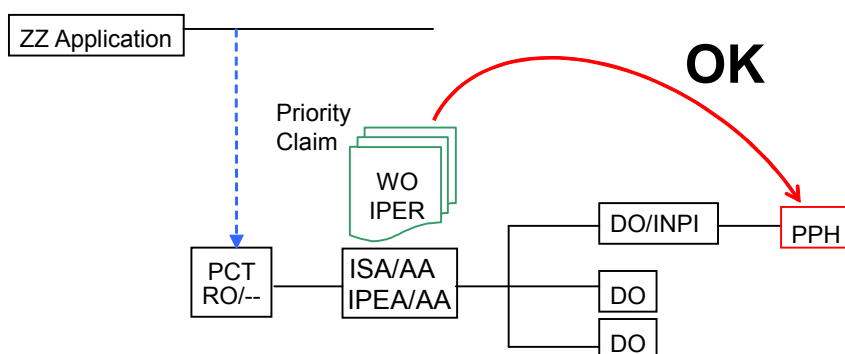 ZZ Application
OK
Priority
Claim
WO
IPER
DO/INPI
PPH
PCT
RO/--
ISA/AA
IPEA/AA
DO
DO